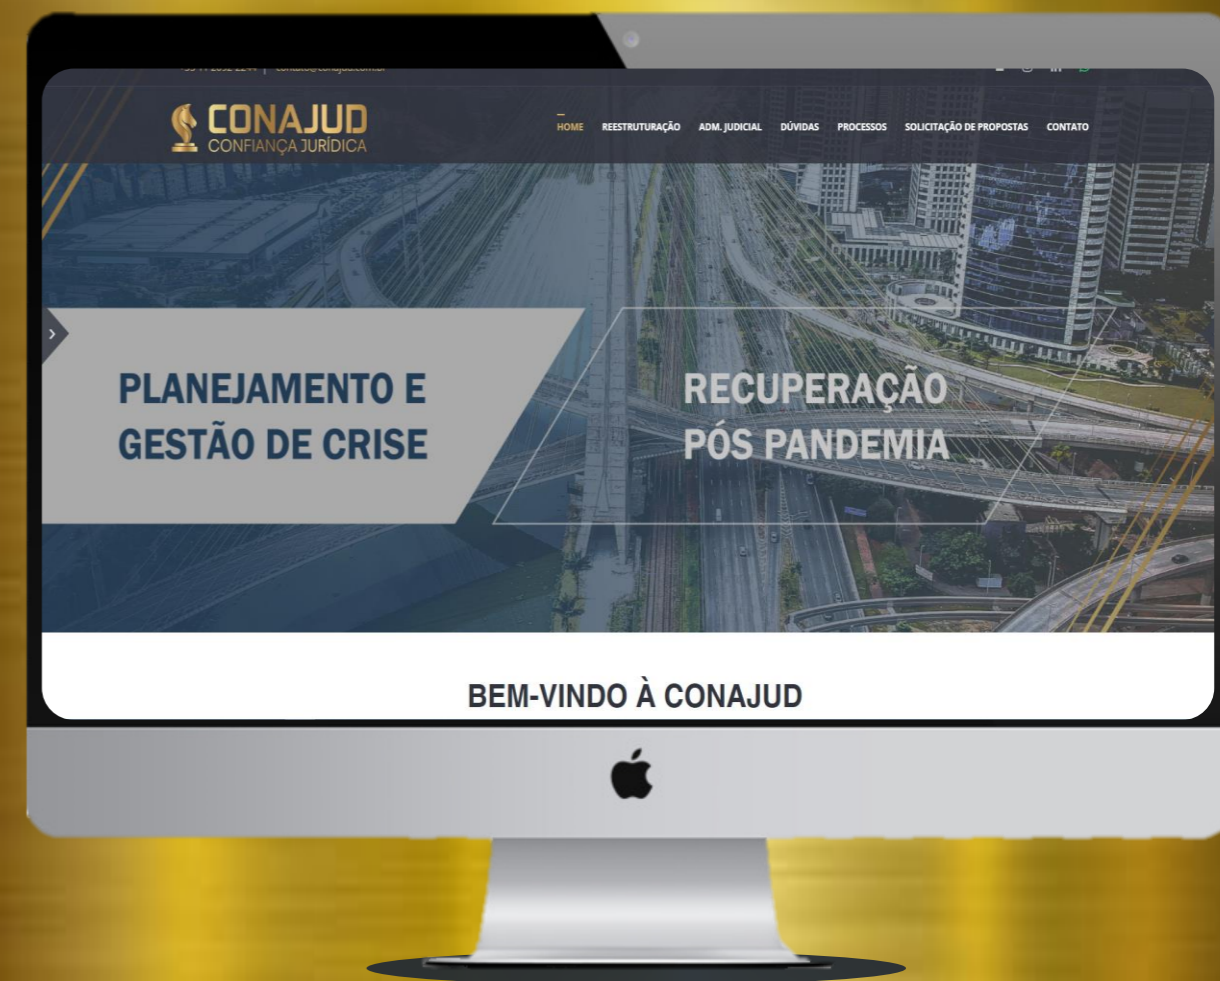 CONAJUD
CONFIANÇA JURÍDICA
HOME REESTRUTURAÇÃO ADM. JUDICIAL DÚVIDAS PROCESSOS SOLICITAÇÃO DE PROPOSTAS CONTATO
PLANEJAMENTO E
GESTÃO DE CRISE
RECUPERAÇÃO
PÓS PANDEMIA
BEM-VINDO À CONAJUD